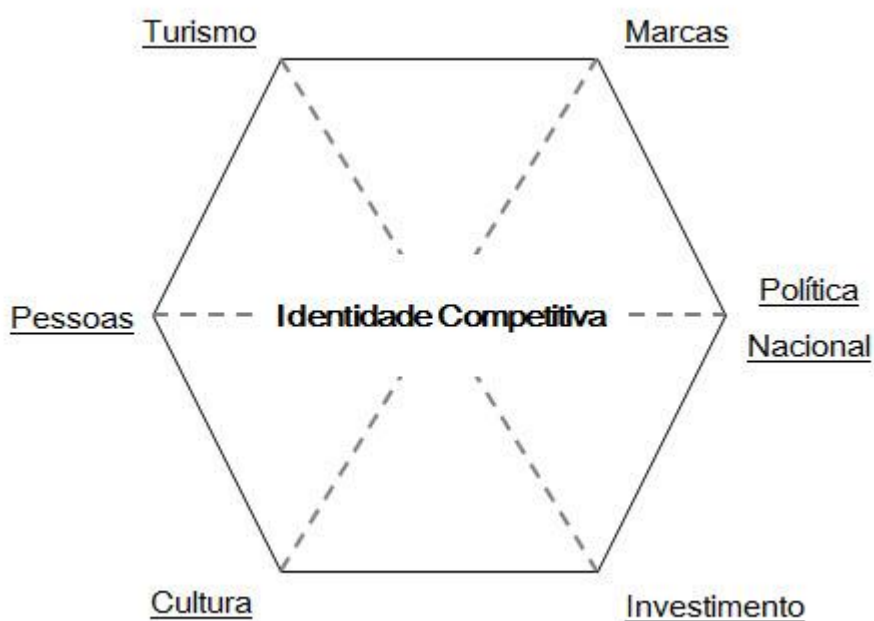 Turismo
Marcas
Pessoas
Identidade Competitiva
Política
Nacional
Cultura
Investimento